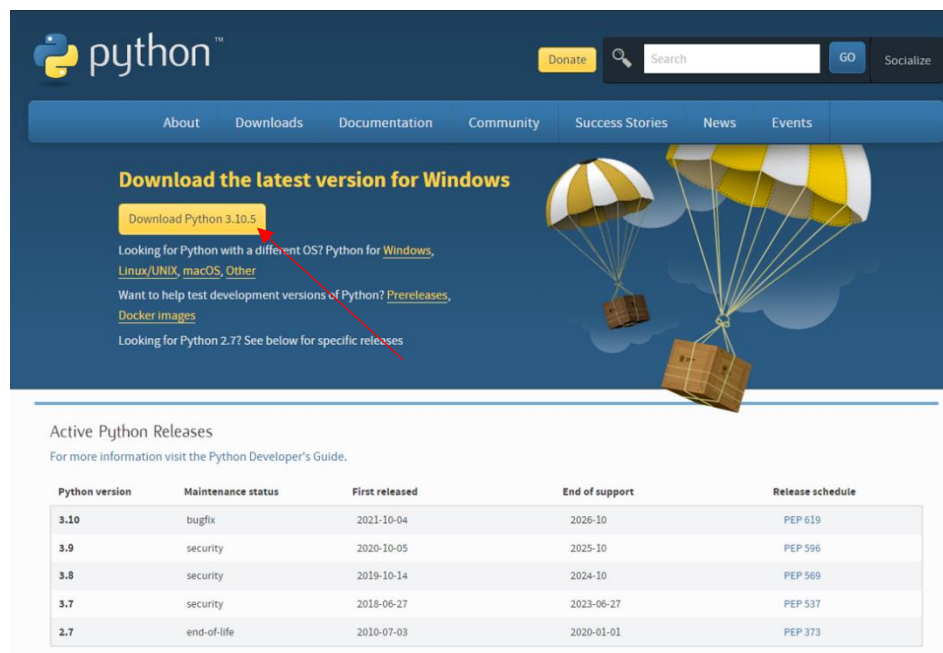 python™
Donate
Search
GO
Socialize
About Downloads Documentation Community Success Stories News Events
Download the latest version for Windows
Download Python 3.10.5
Looking for Python with a different OS? Python for Windows,
Linux/UNIX, macOS, Other
Want to help test development versions of Python? Prereleases,
Docker images
Looking for Python 2.7? See below for specific releases
Active Python Releases
For more information visit the Python Developer's Guide.
Python version Maintenance status First released End of support Release schedule
3.10 bugfix 2021-10-04 2026-10 PEP 619
3.9 security 2020-10-05 2025-10 PEP 596
3.8 security 2019-10-14 2024-10 PEP 569
3.7 security 2018-06-27 2023-06-27 PEP 537
2.7 end-of-life 2010-07-03 2020-01-01 PEP 373